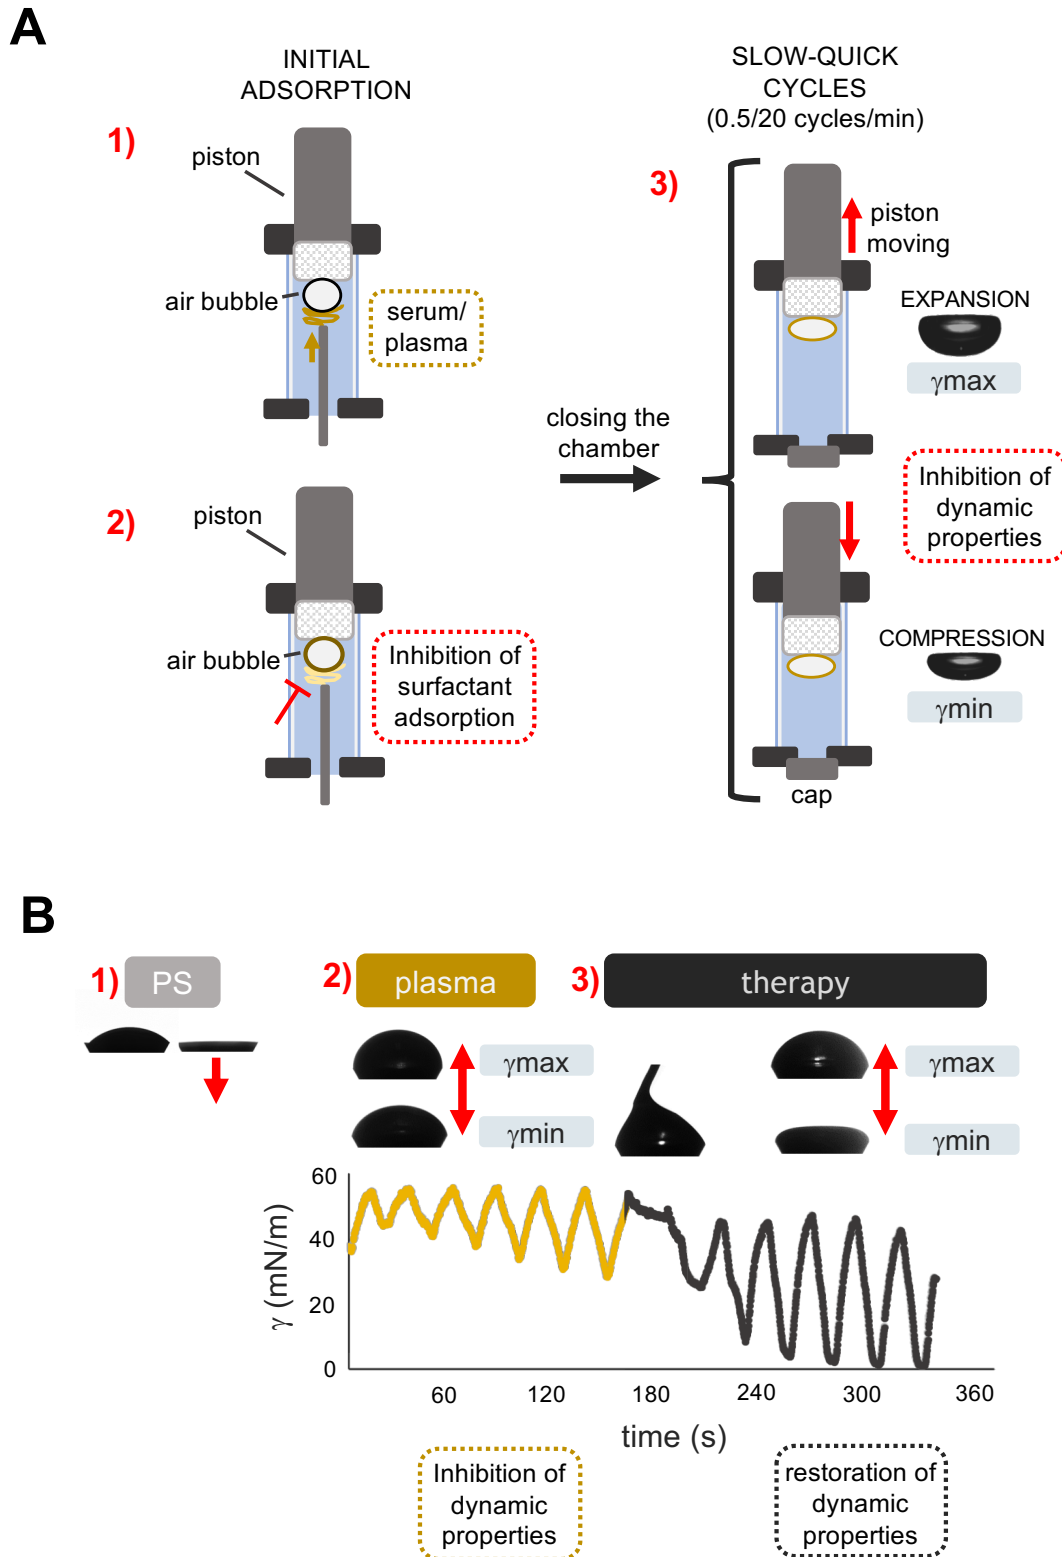 A
INITIAL
ADSORPTION
1)
piston
air bubble
serum/
plasma
2)
piston
air bubble
Inhibition of
surfactant
adsorption
closing the
chamber
SLOW-QUICK
CYCLES
(0.5/20 cycles/min)
3)
piston
moving
EXPANSION
γmax
Inhibition of
dynamic
properties
COMPRESSION
γmin
cap
B
1) PS
2) plasma
3) therapy
γmax
γmin
γmax
γmin
γ (mN/m)
60
40
20
0
60 120 180 240 300 360
time (s)
Inhibition of
dynamic
properties
restoration of
dynamic
properties